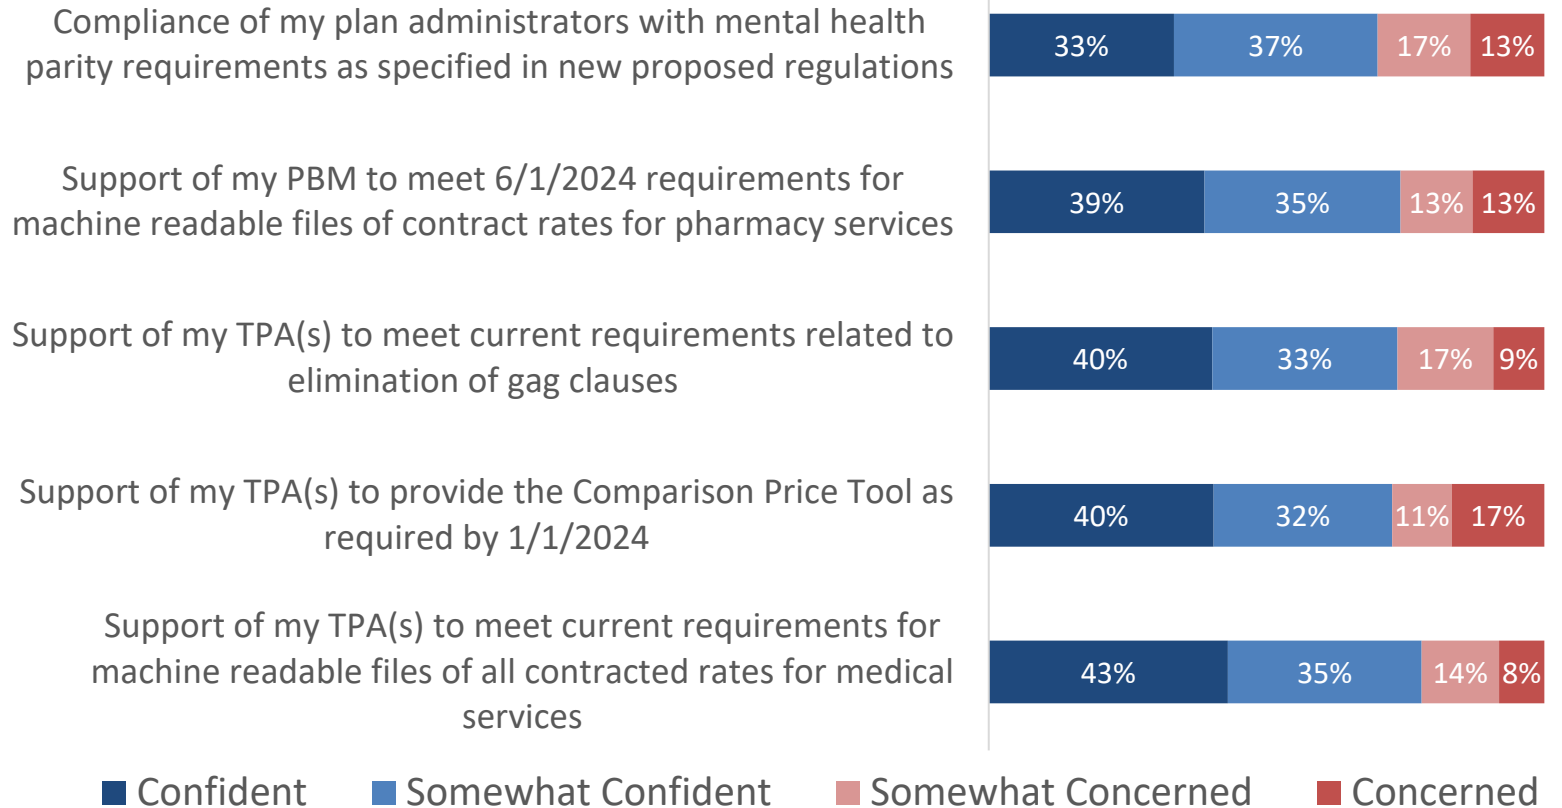 Compliance of my plan administrators with mental health
parity requirements as specified in new proposed regulations
33% 37% 17% 13%
Support of my PBM to meet 6/1/2024 requirements for
machine readable files of contract rates for pharmacy services
39% 35% 13% 13%
Support of my TPA(s) to meet current requirements related to
elimination of gag clauses
40% 33% 17% 9%
Support of my TPA(s) to provide the Comparison Price Tool as
required by 1/1/2024
40% 32% 11% 17%
Support of my TPA(s) to meet current requirements for
machine readable files of all contracted rates for medical
services
43% 35% 14% 8%
Confident Somewhat Confident Somewhat Concerned Concerned